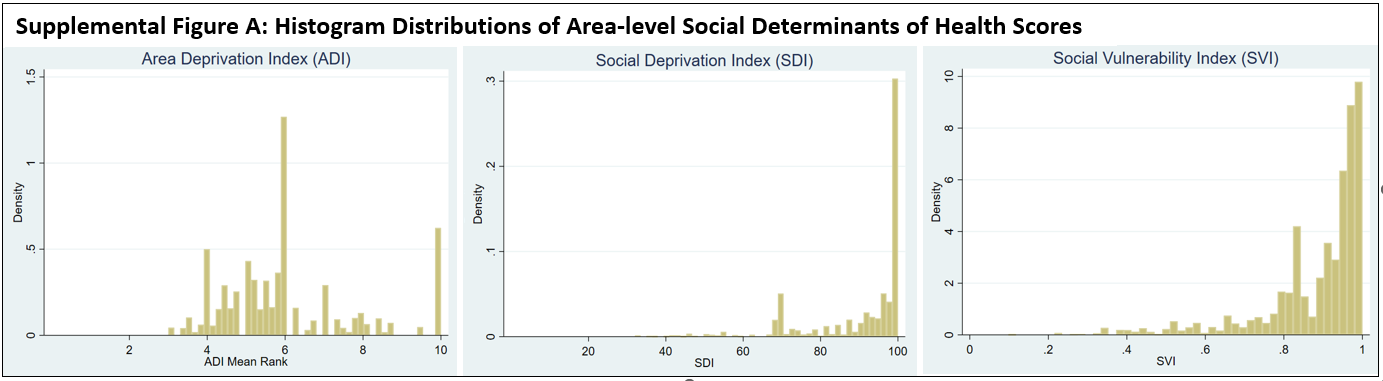 Supplemental Figure A: Histogram Distributions of Area-level Social Determinants of Health Scores
Area Deprivation Index (ADI)
Density
1.5
1
.5
0
2 4 6 8 10
ADI Mean Rank
Social Deprivation Index (SDI)
Density
.3
.2
.1
0
20 40 60 80 100
SDI
Social Vulnerability Index (SVI)
Density
10
8
6
4
2
0
0 .2 .4 .6 .8 1
SVI